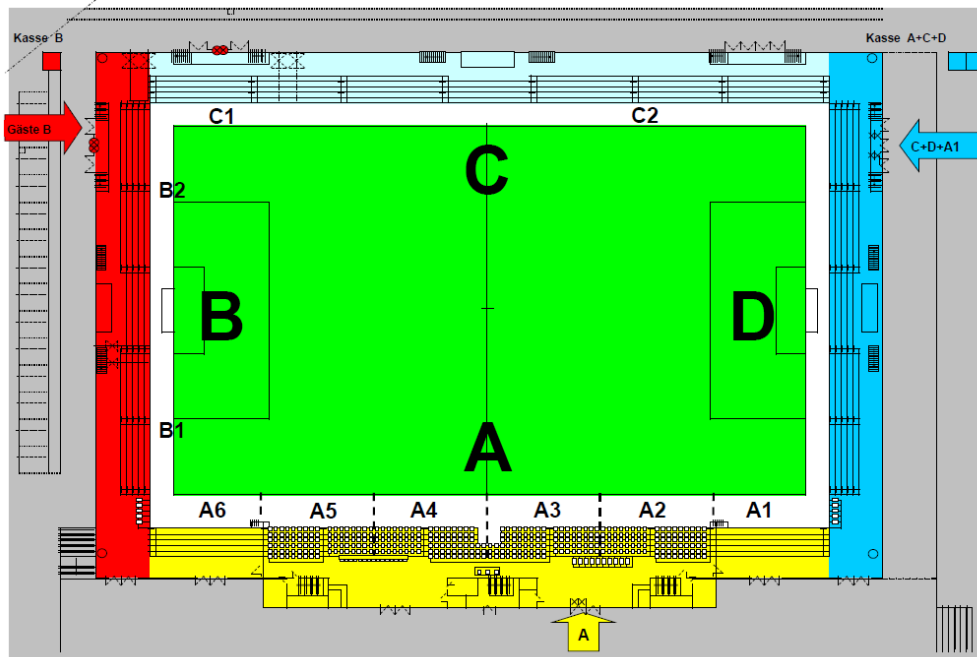 Kasse B
Kasse A+C+D
C1
C2
Gäste B
C+D+A1
C
B2
B
D
B1
A
A6
A5
A4
A3
A2
A1
A